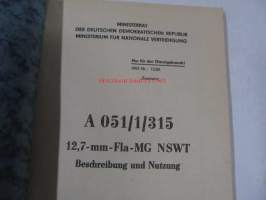 MINISTERRAT
DER DEUTSCHEN DEMOKRATISCHEN REPUBLIK
MINISTERIUM FÜR NATIONALE VERTEIDIGUNG
Nur für den Dienstgebrauch!
A 051/1/315
12,7-mm-Fla-MG NSWT
Beschreibung und Nutzung